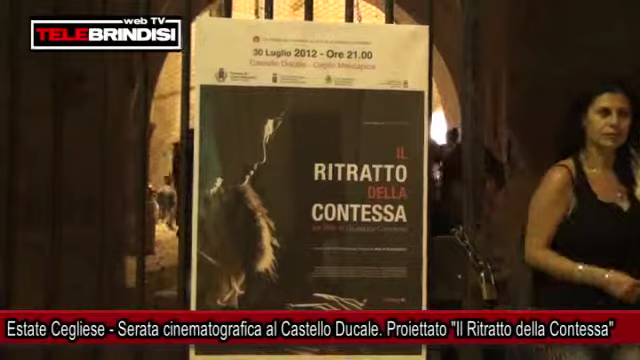 web TV
TELEBRINDISI
30 Luglio 2012 - Ore 21.00
Castello Ducale - Ceglie Messapica
IL
RITRATTO
DELLA
CONTESSA
Estate Cegliese - Serata cinematografica al Castello Ducale. Proiettato "Il Ritratto della Contessa"